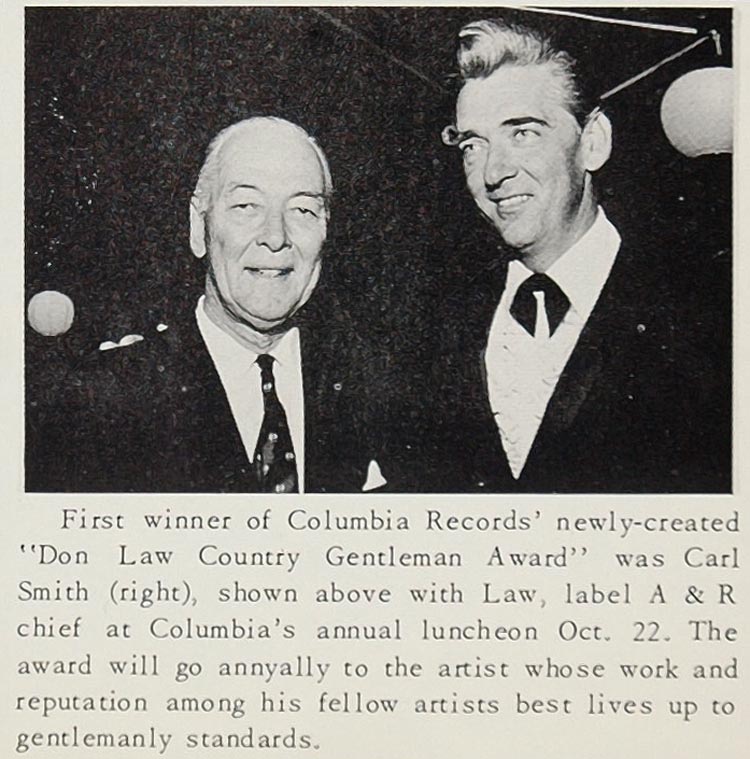 First winner of Columbia Records’ newly-created
‘‘Don Law Country Gentleman Award’’ was Carl
Smith (right), shown above with Law, label A & R
chief at Columbia’s annual luncheon Oct. 22. The
award will go annyally to the artist whose work and
reputation among his fellow artists best lives up to
gentlemanly standards.